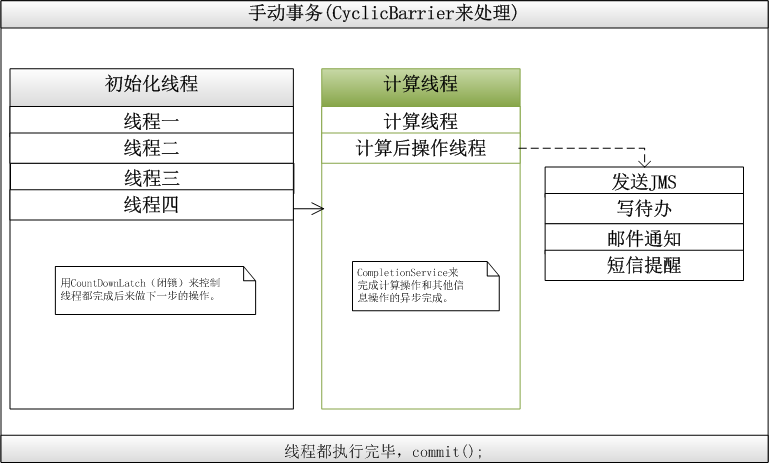 手动事务(CyclicBarrier来处理)
初始化线程
线程一
线程二
线程三
线程四
用CountDownLatch（闭锁）来控制
线程都完成后来做下一步的操作。
计算线程
计算线程
计算后操作线程
CompletionService来
完成计算操作和其他信
息操作的异步完成。
发送JMS
写待办
邮件通知
短信提醒
线程都执行完毕，commit();